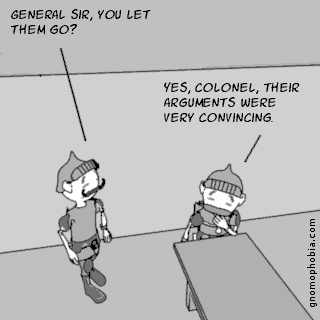 GENERAL SIR, YOU LET
THEM GO?
YES, COLONEL, THEIR
ARGUMENTS WERE
VERY CONVINCING.
gnomophobia.com